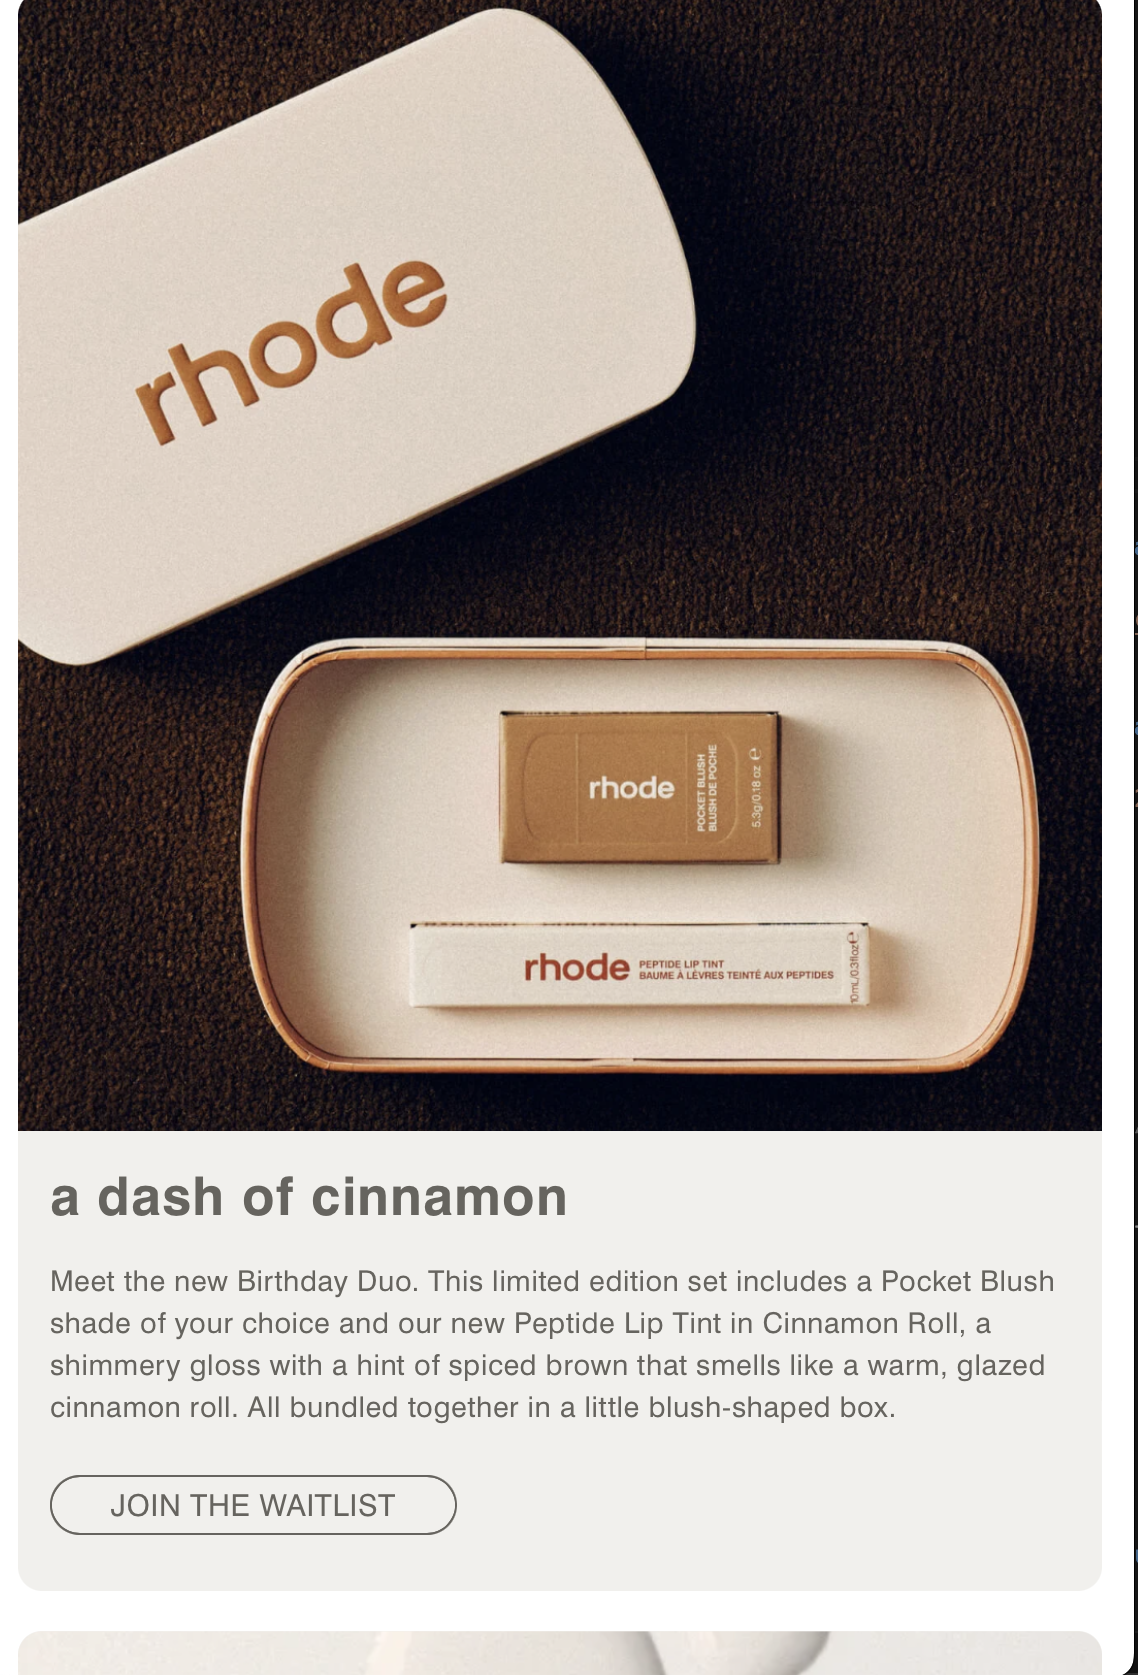 rhode
rhode
POCKET BLUSH
BLUSH DE POCHE
5.3g/0.18 oz ℮
rhode
PEPTIDE LIP TINT
BAUME À LÈVRES TEINTÉ AUX PEPTIDES
10mL/0.3floz℮
a dash of cinnamon
Meet the new Birthday Duo. This limited edition set includes a Pocket Blush
shade of your choice and our new Peptide Lip Tint in Cinnamon Roll, a
shimmery gloss with a hint of spiced brown that smells like a warm, glazed
cinnamon roll. All bundled together in a little blush-shaped box.
JOIN THE WAITLIST